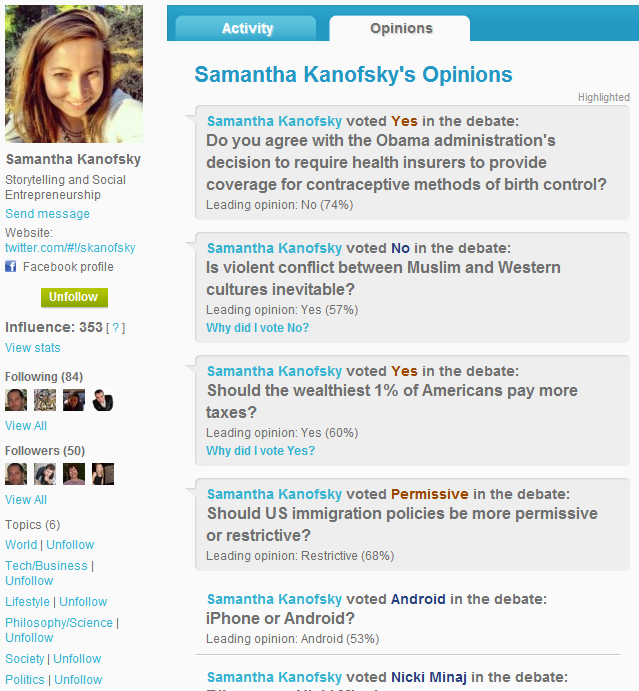 Activity
Opinions
Samantha Kanofsky's Opinions
Highlighted
Samantha Kanofsky
Storytelling and Social
Entrepreneurship
Send message
Website:
twitter.com/#!/skanofsky
Facebook profile
Unfollow
Influence: 353 [ ? ]
View stats
Following (84)
View All
Followers (50)
View All
Topics (6)
World | Unfollow
Tech/Business |
Unfollow
Lifestyle | Unfollow
Philosophy/Science |
Unfollow
Society | Unfollow
Politics | Unfollow
Samantha Kanofsky voted Yes in the debate:
Do you agree with the Obama administration's
decision to require health insurers to provide
coverage for contraceptive methods of birth control?
Leading opinion: No (74%)
Samantha Kanofsky voted No in the debate:
Is violent conflict between Muslim and Western
cultures inevitable?
Leading opinion: Yes (57%)
Why did I vote No?
Samantha Kanofsky voted Yes in the debate:
Should the wealthiest 1% of Americans pay more
taxes?
Leading opinion: Yes (60%)
Why did I vote Yes?
Samantha Kanofsky voted Permissive in the debate:
Should US immigration policies be more permissive
or restrictive?
Leading opinion: Restrictive (68%)
Samantha Kanofsky voted Android in the debate:
iPhone or Android?
Leading opinion: Android (53%)
Samantha Kanofsky voted Nicki Minaj in the debate: